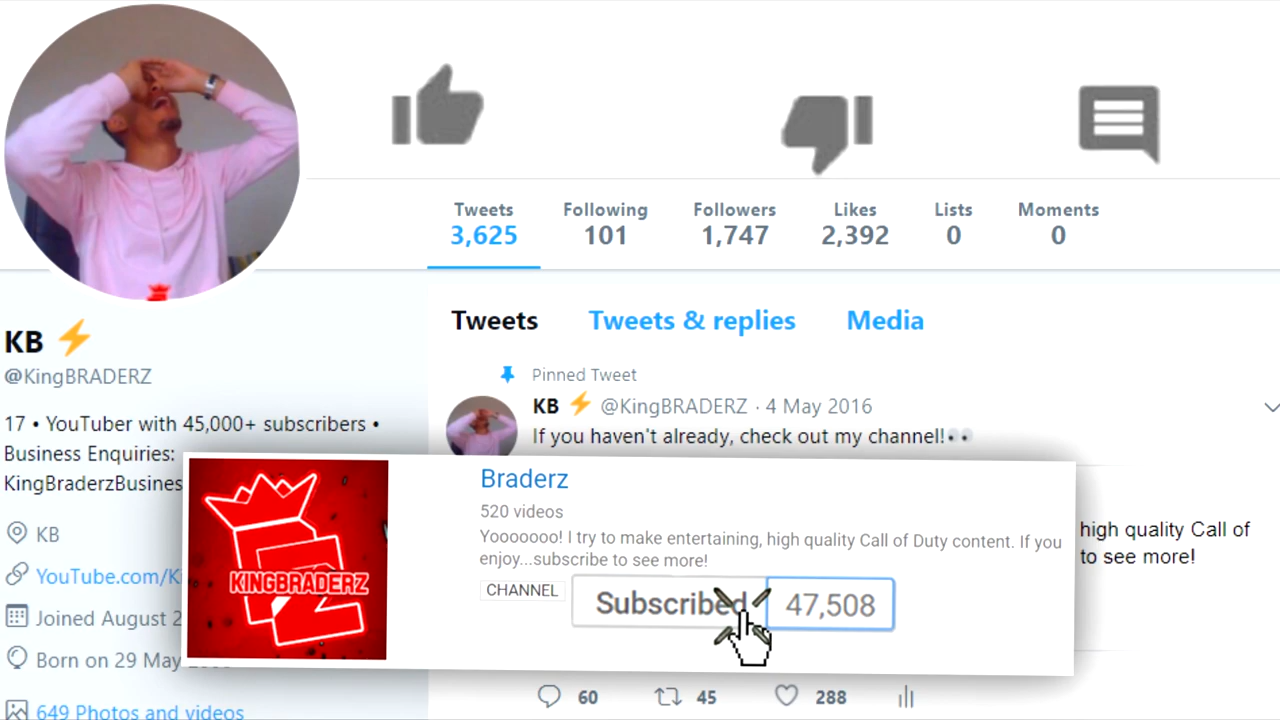 Tweets Following Followers Likes Lists Moments
3,625 101 1,747 2,392 0 0
Tweets Tweets & replies Media
Pinned Tweet
KB ⚡ @KingBRADERZ · 4 May 2016
If you haven't already, check out my channel!👀
KB ⚡
@KingBRADERZ
17 • YouTuber with 45,000+ subscribers •
Business Enquiries:
KingBraderzBusines
KB
YouTube.com/K
Joined August 2
Born on 29 May
649 Photos and videos
KINGBRADERZ
Braderz
520 videos
Yooooooo! I try to make entertaining, high quality Call of Duty content. If you
enjoy...subscribe to see more!
CHANNEL
Subscribed 47,508
high quality Call of
to see more!
60 45 288